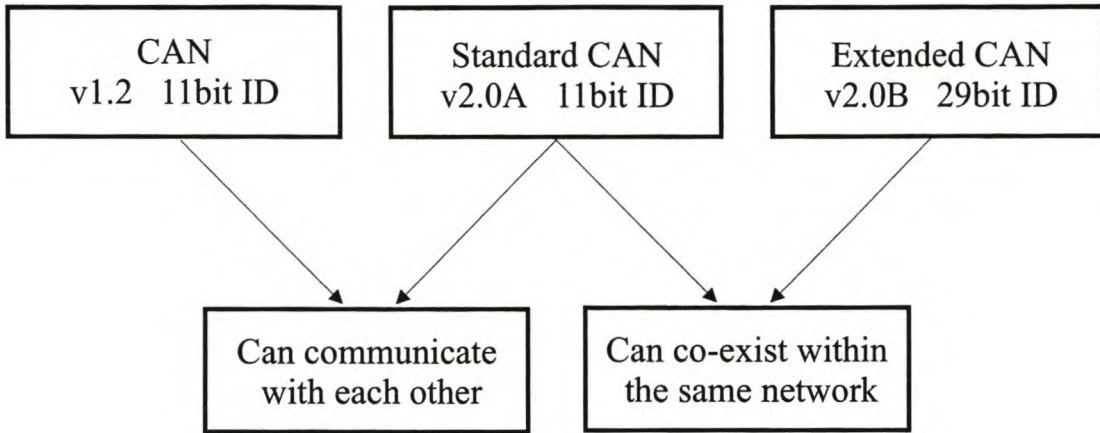 CAN
v1.2 11bit ID
Standard CAN
v2.0A 11bit ID
Extended CAN
v2.0B 29bit ID
Can communicate
with each other
Can co-exist within
the same network